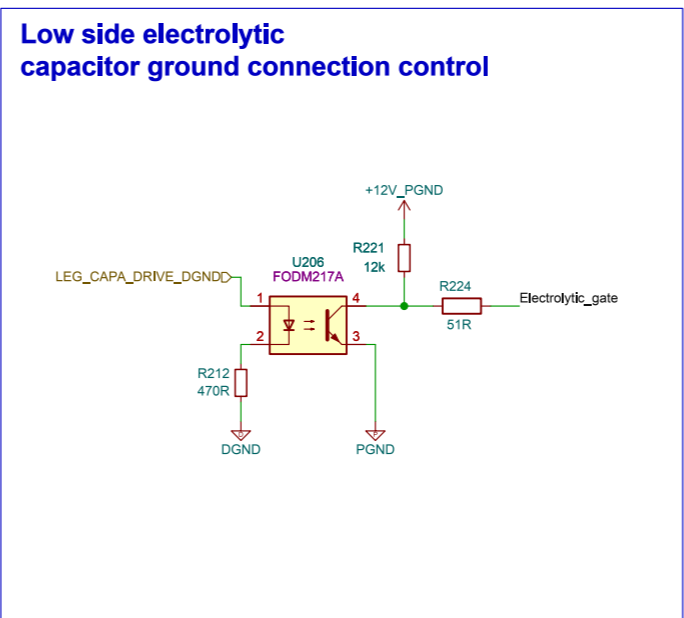 Low side electrolytic
capacitor ground connection control
+12V_PGND
R221
12k
U206
FODM217A
LEG_CAPA_DRIVE_DGND
1
4
2
3
R224
51R
Electrolytic_gate
R212
470R
D
DGND
P
PGND